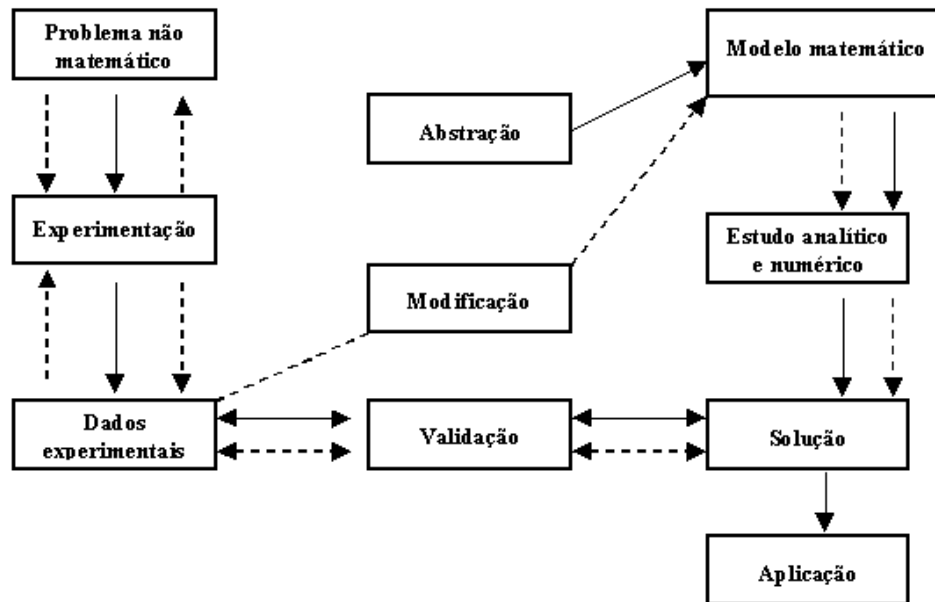 Problema não
matemático
Modelo matemático
Abstração
Experimentação
Estudo analítico
e numérico
Modificação
Dados
experimentais
Validação
Solução
Aplicação